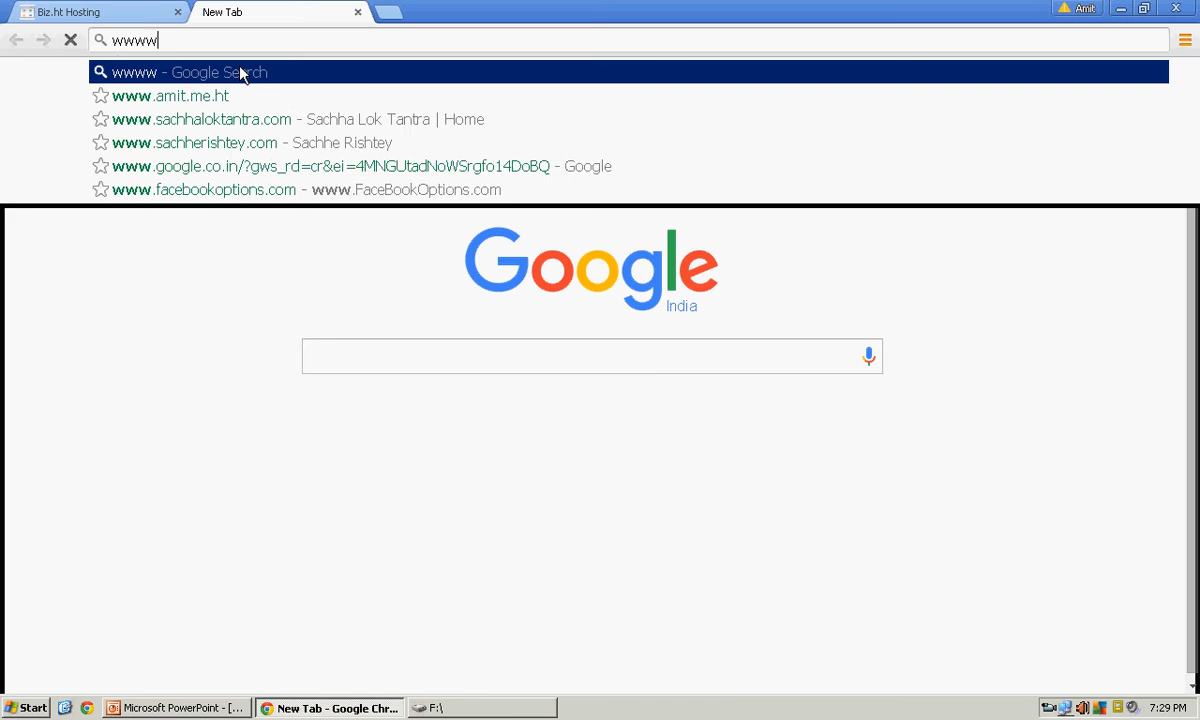 Biz.ht Hosting
New Tab
Amit
wwww
wwww - Google Search
www.amit.me.ht
www.sachhaloktantra.com - Sachha Lok Tantra | Home
www.sachherishtey.com - Sachhe Rishtey
www.google.co.in/?gws_rd=cr&ei=4MNGUtadNoWSrgfo14DoBQ - Google
www.facebookoptions.com - www.FaceBookOptions.com
Google
India
Start
Microsoft PowerPoint - [...
New Tab - Google Chr...
F:\
7:29 PM